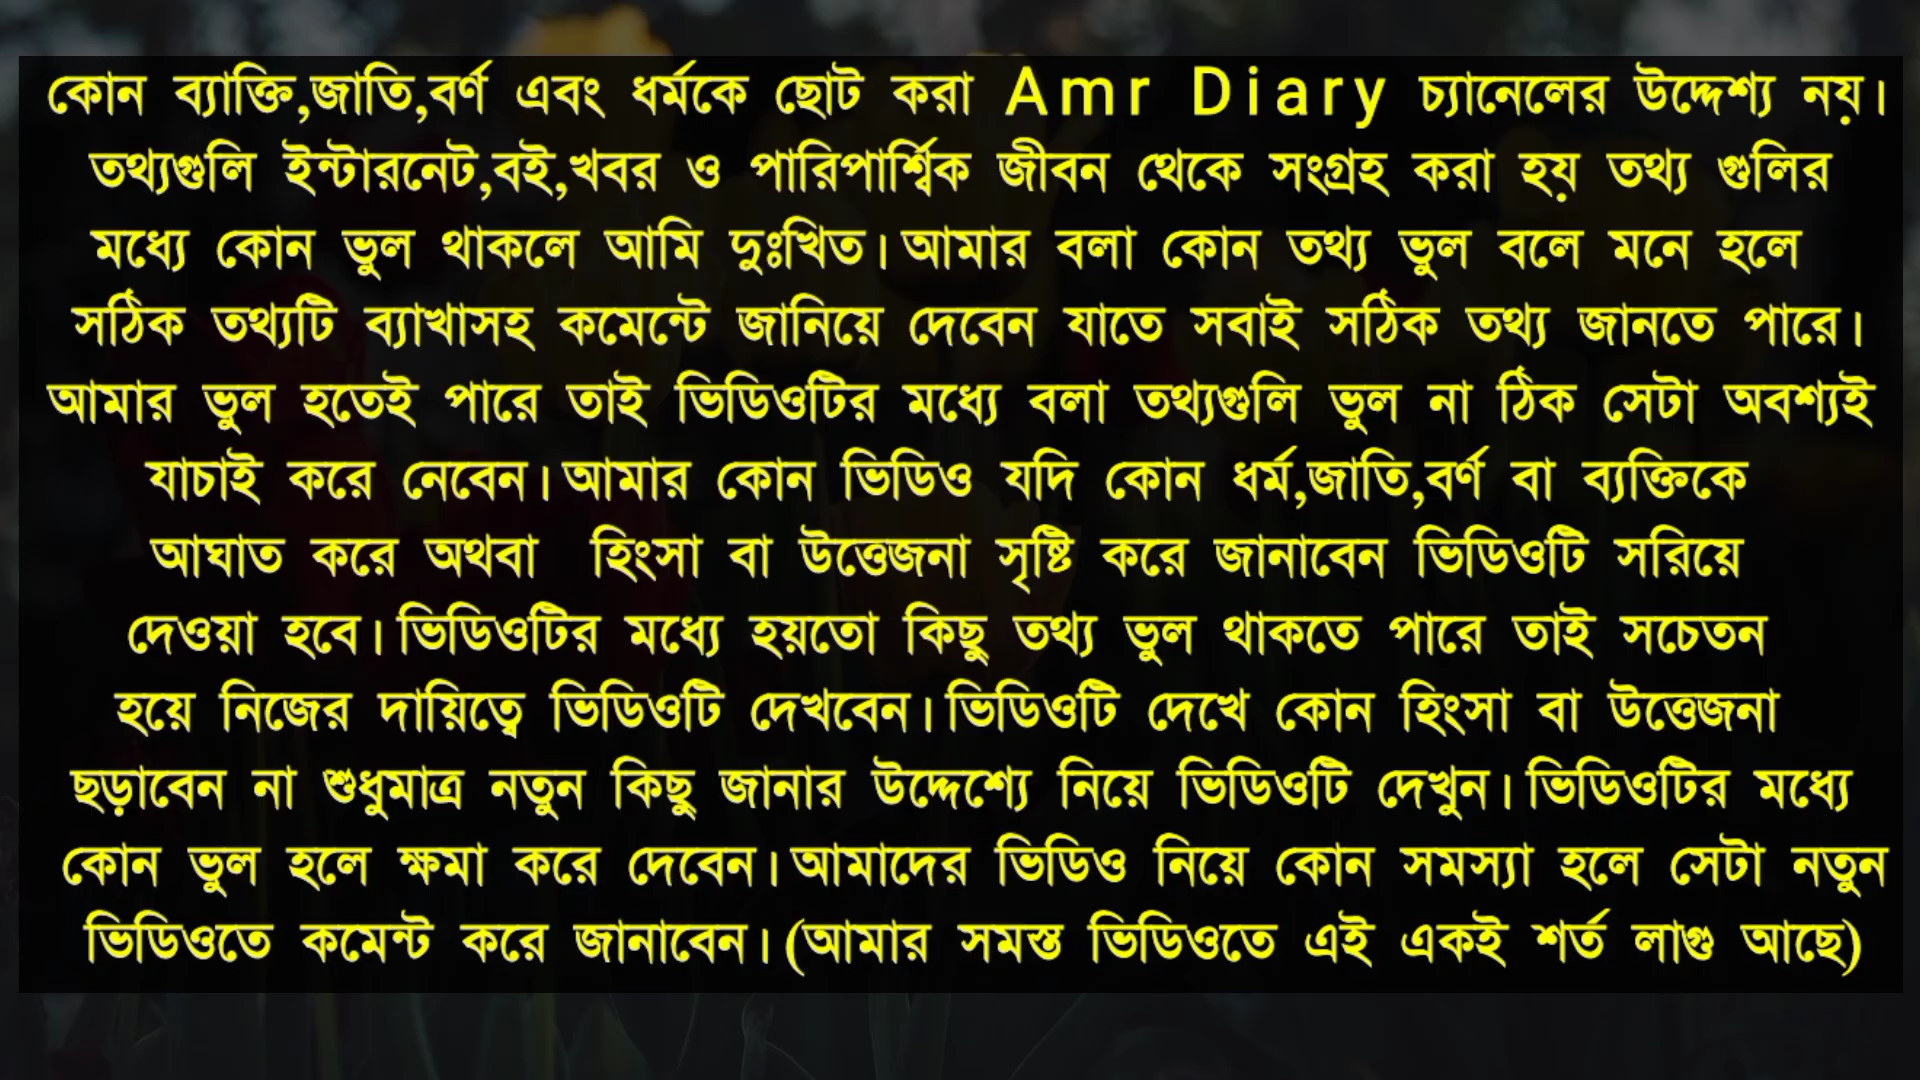 কোন ব্যাক্তি,জাতি,বর্ণ এবং ধর্মকে ছোট করা Amr Diary চ্যানেলের উদ্দেশ্য নয়।
তথ্যগুলি ইন্টারনেট,বই,খবর ও পারিপার্শ্বিক জীবন থেকে সংগ্রহ করা হয় তথ্য গুলির
মধ্যে কোন ভুল থাকলে আমি দুঃখিত। আমার বলা কোন তথ্য ভুল বলে মনে হলে
সঠিক তথ্যটি ব্যাখাসহ কমেন্টে জানিয়ে দেবেন যাতে সবাই সঠিক তথ্য জানতে পারে।
আমার ভুল হতেই পারে তাই ভিডিওটির মধ্যে বলা তথ্যগুলি ভুল না ঠিক সেটা অবশ্যই
যাচাই করে নেবেন। আমার কোন ভিডিও যদি কোন ধর্ম,জাতি,বর্ণ বা ব্যক্তিকে
আঘাত করে অথবা হিংসা বা উত্তেজনা সৃষ্টি করে জানাবেন ভিডিওটি সরিয়ে
দেওয়া হবে। ভিডিওটির মধ্যে হয়তো কিছু তথ্য ভুল থাকতে পারে তাই সচেতন
হয়ে নিজের দায়িত্বে ভিডিওটি দেখবেন। ভিডিওটি দেখে কোন হিংসা বা উত্তেজনা
ছড়াবেন না শুধুমাত্র নতুন কিছু জানার উদ্দেশ্যে নিয়ে ভিডিওটি দেখুন। ভিডিওটির মধ্যে
কোন ভুল হলে ক্ষমা করে দেবেন। আমাদের ভিডিও নিয়ে কোন সমস্যা হলে সেটা নতুন
ভিডিওতে কমেন্ট করে জানাবেন। (আমার সমস্ত ভিডিওতে এই একই শর্ত লাগু আছে)